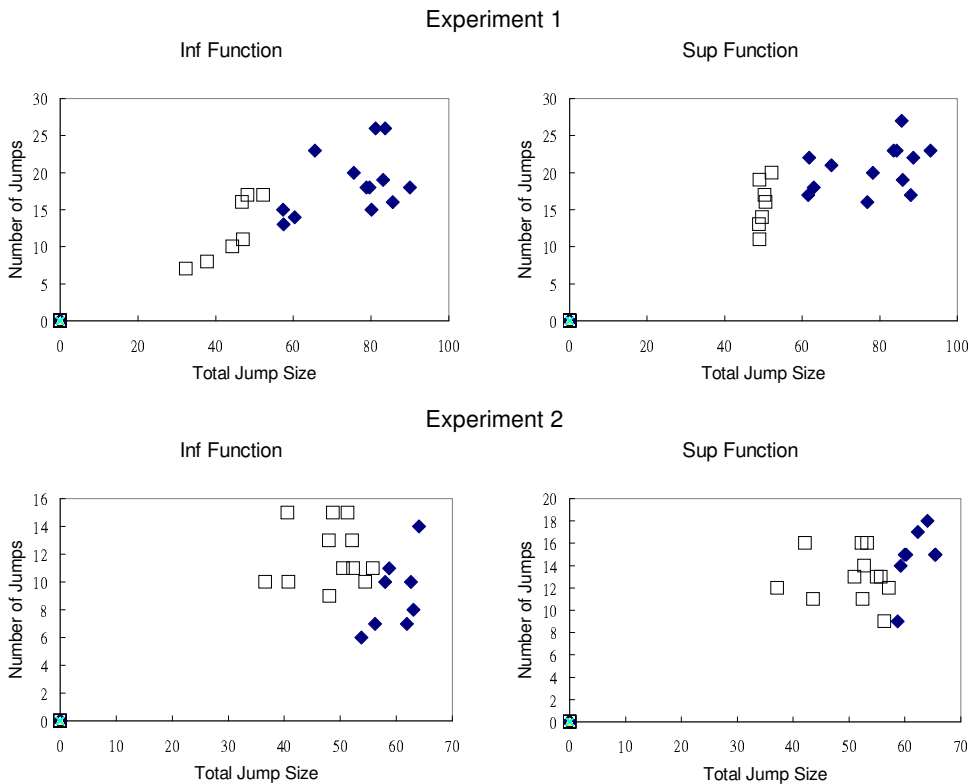 Experiment 1
Inf Function
Number of Jumps
30
25
20
15
10
5
0
0 20 40 60 80 100
Total Jump Size
Sup Function
Number of Jumps
30
25
20
15
10
5
0
0 20 40 60 80 100
Total Jump Size
Experiment 2
Inf Function
Number of Jumps
16
14
12
10
8
6
4
2
0
0 10 20 30 40 50 60 70
Total Jump Size
Sup Function
Number of Jumps
20
18
16
14
12
10
8
6
4
2
0
0 10 20 30 40 50 60 70
Total Jump Size